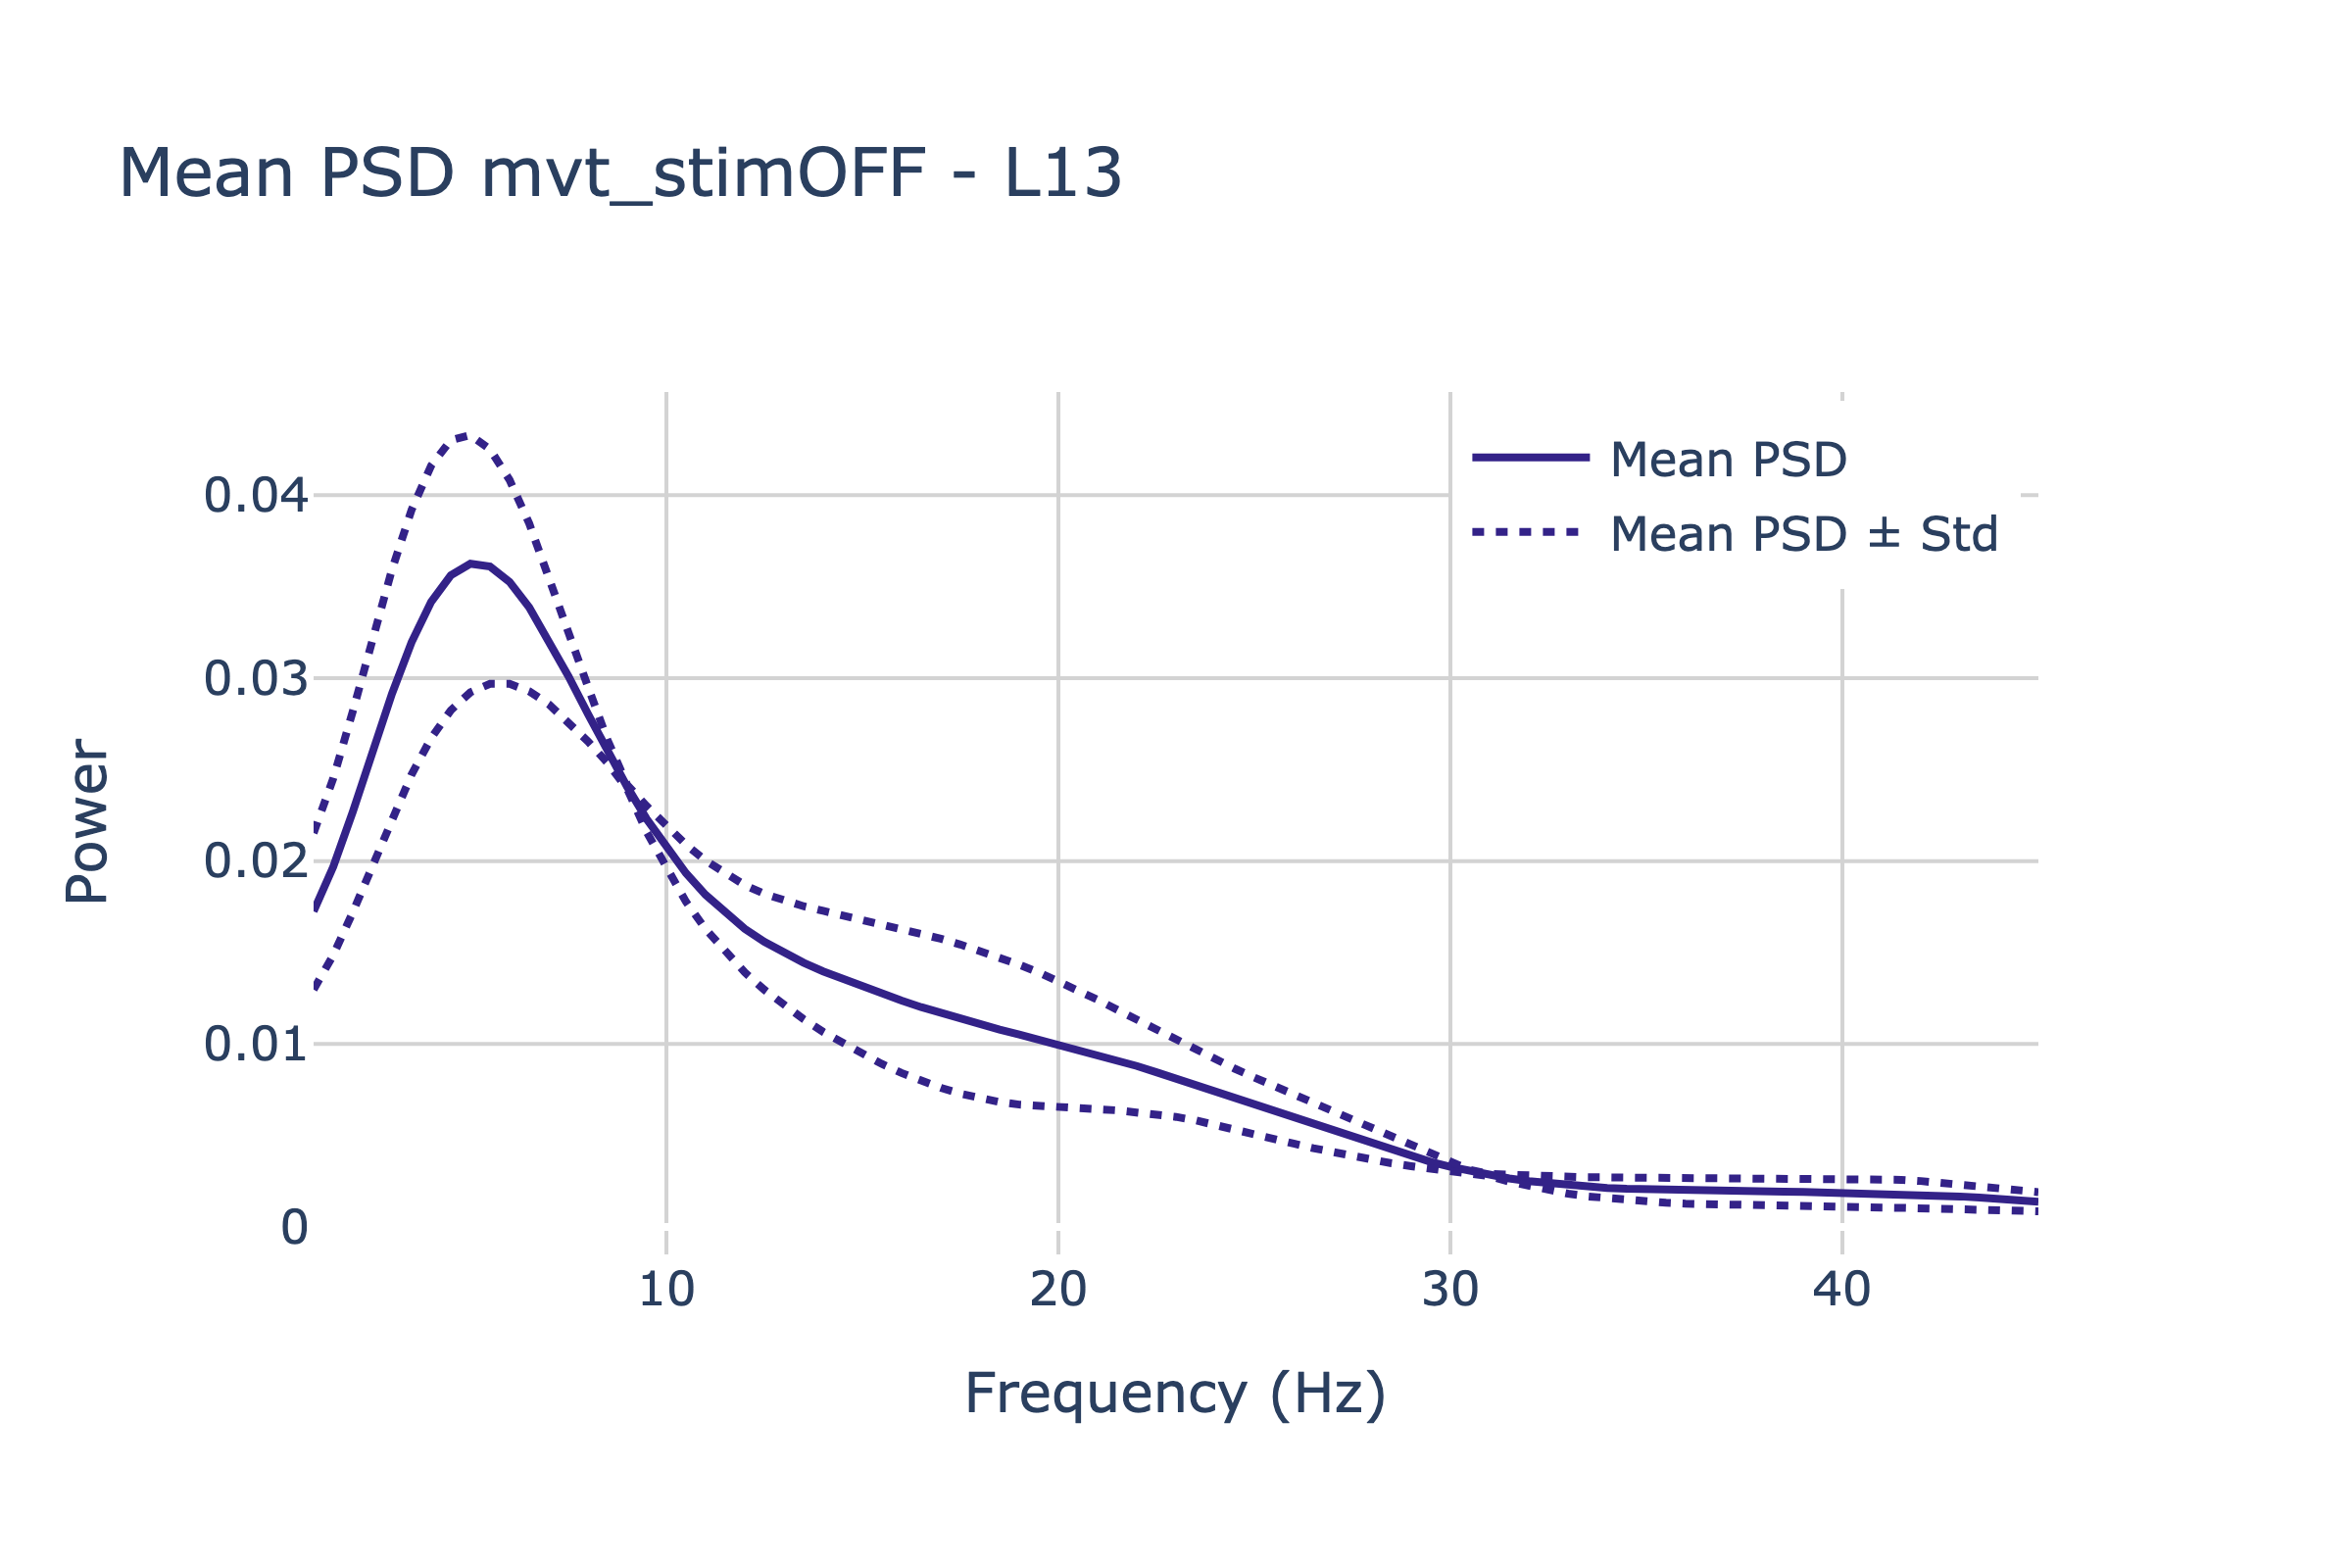 Mean PSD mvt_stimOFF - L13
Mean PSD
Mean PSD ± Std
Power
0.04
0.03
0.02
0.01
0
10
20
30
40
Frequency (Hz)